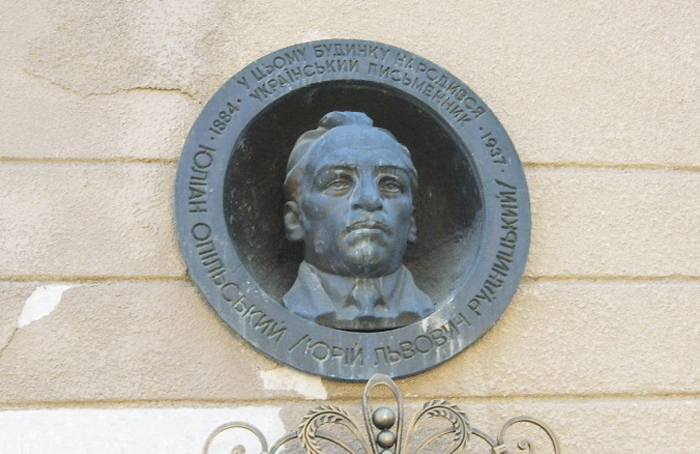 У ЦЬОМУ БУДИНКУ НАРОДИВСЯ
УКРАЇНСЬКИЙ ПИСЬМЕННИК
· 1884 ·
· 1937 ·
ЮЛІАН ОПІЛЬСЬКИЙ /ЮРІЙ ЛЬВОВИЧ РУДНИЦЬКИЙ/